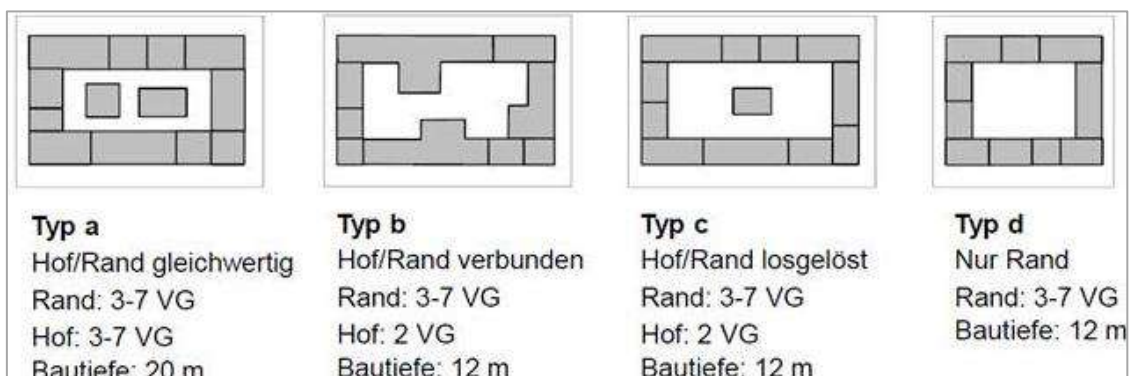 Typ a
Hof/Rand gleichwertig
Rand: 3-7 VG
Hof: 3-7 VG
Bautiefe: 20 m
Typ b
Hof/Rand verbunden
Rand: 3-7 VG
Hof: 2 VG
Bautiefe: 12 m
Typ c
Hof/Rand losgelöst
Rand: 3-7 VG
Hof: 2 VG
Bautiefe: 12 m
Typ d
Nur Rand
Rand: 3-7 VG
Bautiefe: 12 m